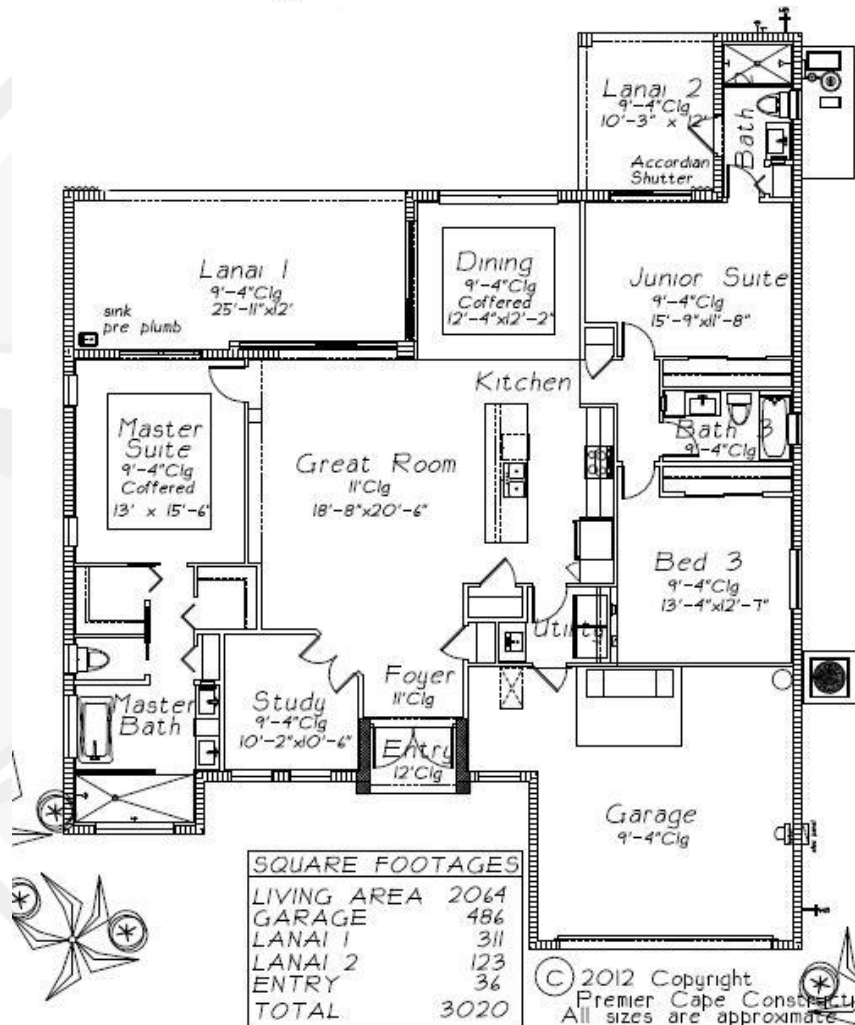 Lanai 2
9'-4"Clg
10'-3" x 12'
Accordian
Shutter
Bath
Lanai 1
9'-4"Clg
25'-11"x12'
sink
pre plumb
Dining
9'-4"Clg
Coffered
12'-4"x12'-2"
Junior Suite
9'-4"Clg
15'-9"x11'-8"
Kitchen
Master
Suite
9'-4"Clg
Coffered
13' x 15'-6"
Great Room
11'Clg
18'-8"x20'-6"
Bath 3
9'-4"Clg
Bed 3
9'-4"Clg
13'-4"x12'-7"
Utility
Foyer
11'Clg
Study
9'-4"Clg
10'-2"x10'-6"
Master
Bath
Entry
12'Clg
Garage
9'-4"Clg
SQUARE FOOTAGES
LIVING AREA 2064
GARAGE 486
LANAI 1 311
LANAI 2 123
ENTRY 36
TOTAL 3020
© 2012 Copyright
Premier Cape Constructi
All sizes are approximate